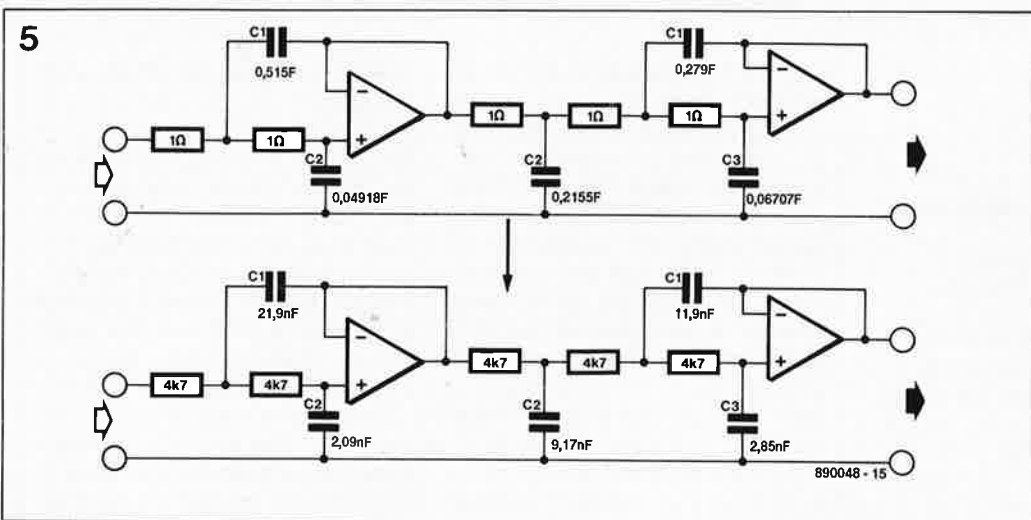 5
C1
0,515F
1Ω
1Ω
−
+
C2
0,04918F
1Ω
1Ω
C2
0,2155F
C1
0,279F
1Ω
−
+
C3
0,06707F
C1
21,9nF
4k7
4k7
−
+
C2
2,09nF
4k7
4k7
C2
9,17nF
C1
11,9nF
4k7
−
+
C3
2,85nF
890048 - 15